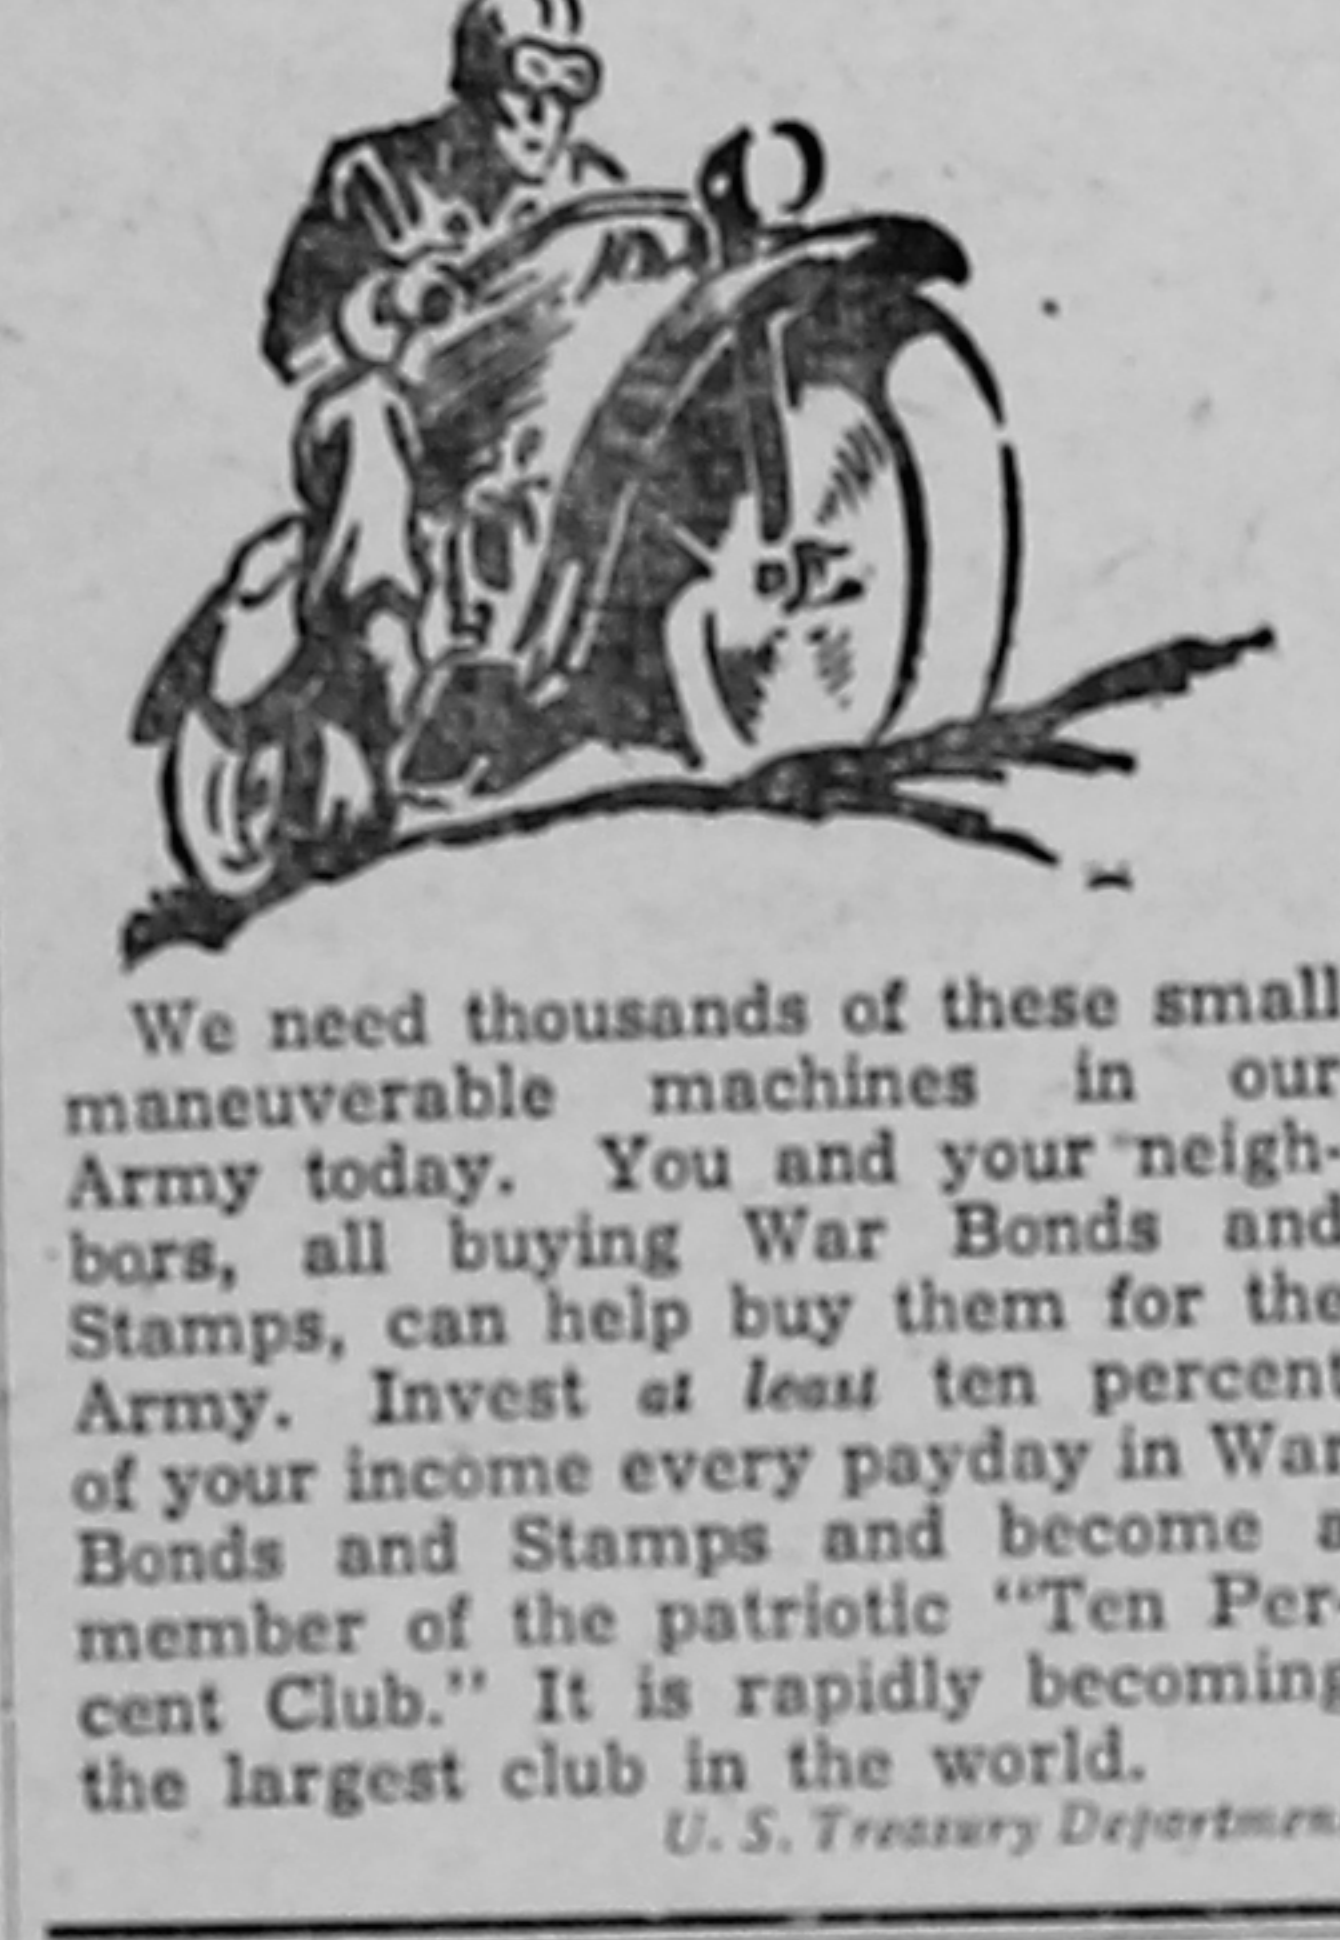 We need thousands of these small
maneuverable machines in our
Army today. You and your neigh-
bors, all buying War Bonds and
Stamps, can help buy them for the
Army. Invest at least ten percent
of your income every payday in War
Bonds and Stamps and become a
member of the patriotic "Ten Per-
cent Club." It is rapidly becoming
the largest club in the world.
U. S. Treasury Department